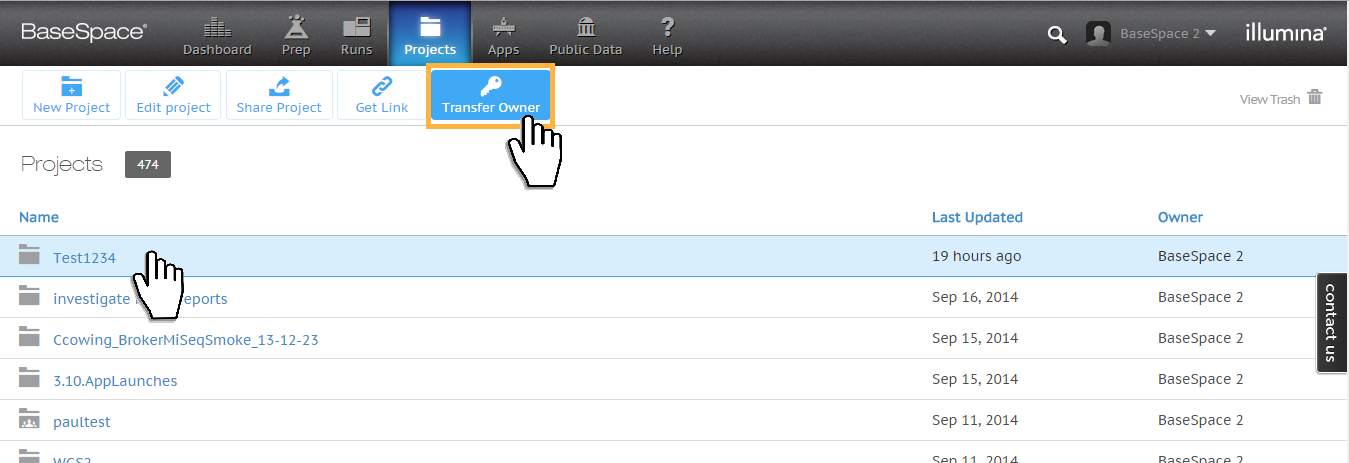 BaseSpace®
Dashboard Prep Runs Projects Apps Public Data Help
BaseSpace 2 illumina®
New Project Edit project Share Project Get Link Transfer Owner View Trash
Projects 474
Name Last Updated Owner
Test1234 19 hours ago BaseSpace 2
investigate eports Sep 16, 2014 BaseSpace 2
Ccowing_BrokerMiSeqSmoke_13-12-23 Sep 15, 2014 BaseSpace 2
3.10.AppLaunches Sep 15, 2014 BaseSpace 2
paultest Sep 11, 2014 BaseSpace 2
WGS2 Sep 11, 2014 BaseSpace 2
contact us